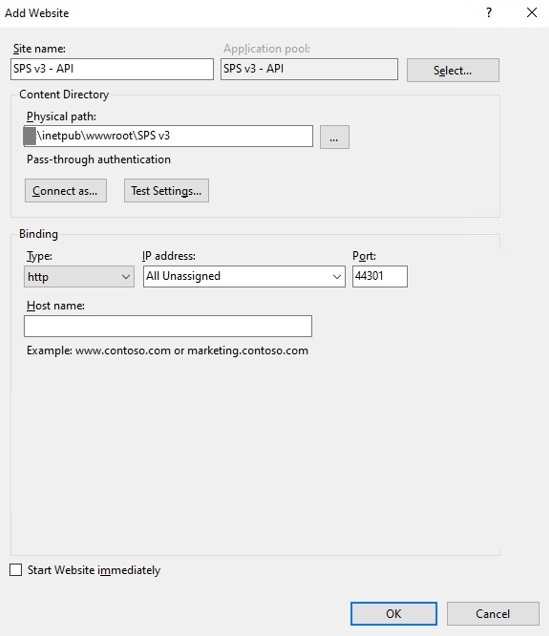 Add Website
? ×
Site name: Application pool:
SPS v3 - API SPS v3 - API Select...
Content Directory
Physical path:
\inetpub\wwwroot\SPS v3 ...
Pass-through authentication
Connect as... Test Settings...
Binding
Type: IP address: Port:
http All Unassigned 44301
Host name:
Example: www.contoso.com or marketing.contoso.com
Start Website immediately
OK Cancel